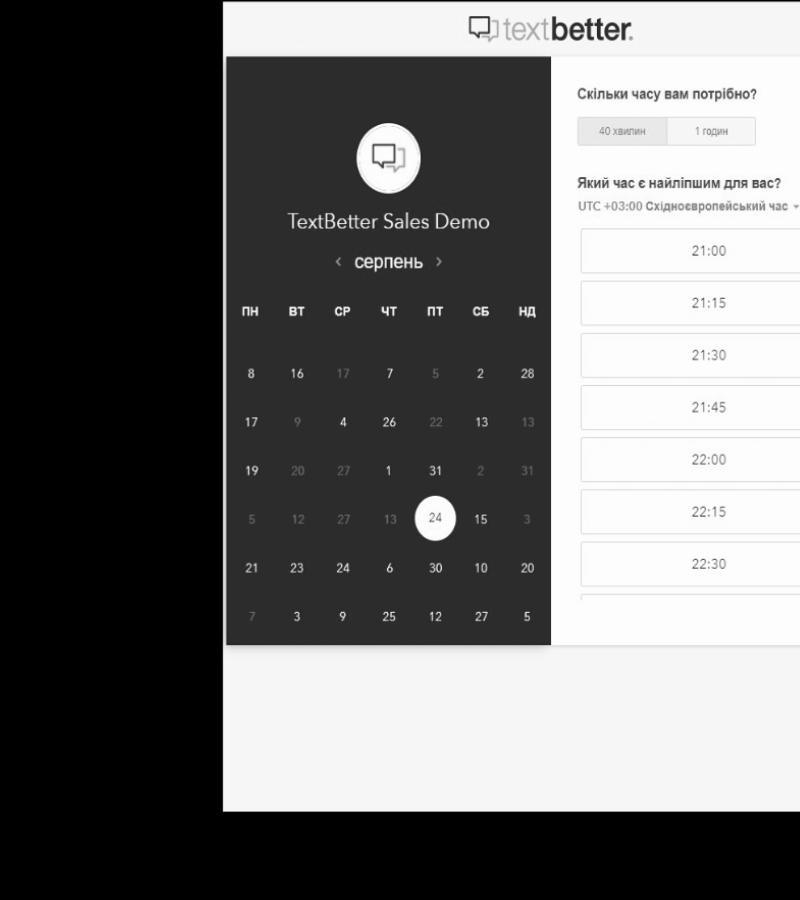 textbetter.
TextBetter Sales Demo
‹ серпень ›
ПН ВТ СР ЧТ ПТ СБ НД
8 16 17 7 5 2 28
17 9 4 26 22 13 13
19 20 27 1 31 2 31
5 12 27 13 24 15 3
21 23 24 6 30 10 20
7 3 9 25 12 27 5
Скільки часу вам потрібно?
40 хвилин 1 годин
Який час є найліпшим для вас?
UTC +03:00 Східноєвропейський час
21:00
21:15
21:30
21:45
22:00
22:15
22:30